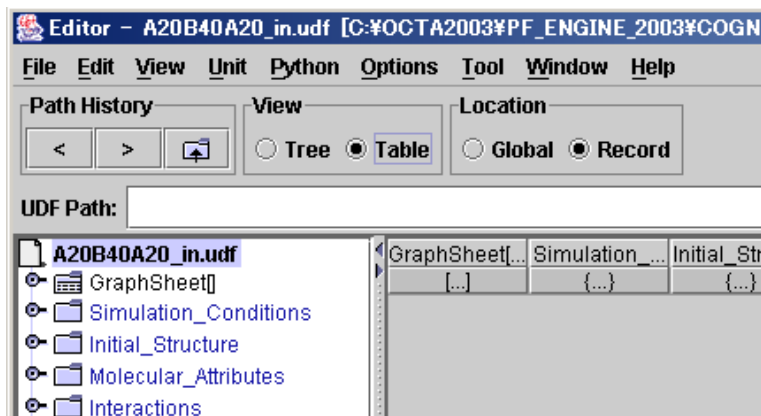 Editor - A20B40A20_in.udf [C:¥OCTA2003¥PF_ENGINE_2003¥COGN
File Edit View Unit Python Options Tool Window Help
Path History View Location
< > Tree Table Global Record
UDF Path:
A20B40A20_in.udf GraphSheet[... Simulation_... Initial_Str
GraphSheet[] [...] {...} {...}
Simulation_Conditions
Initial_Structure
Molecular_Attributes
Interactions